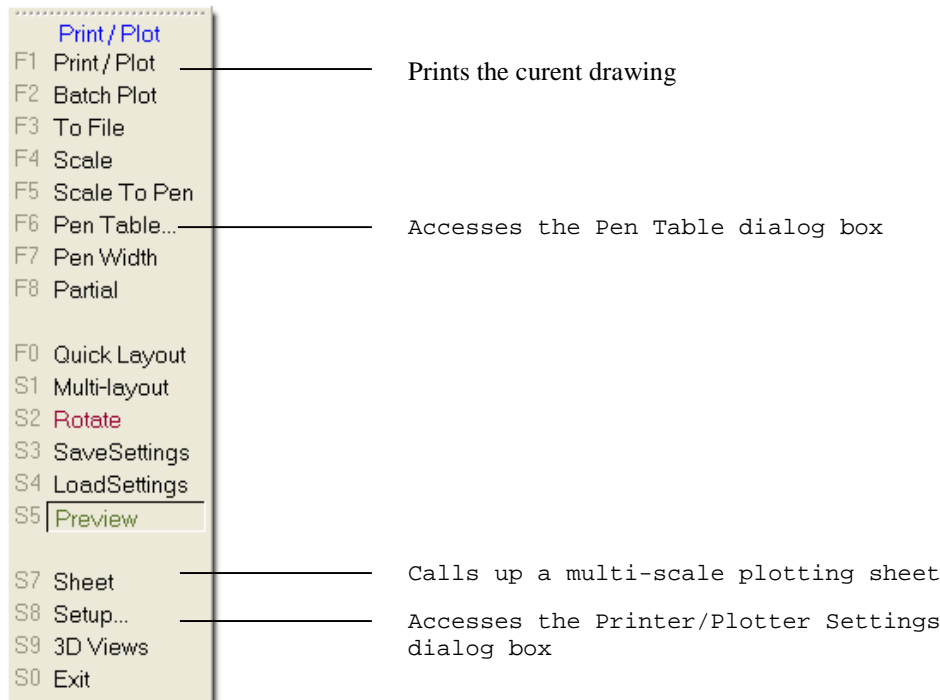 Print / Plot
F1 Print / Plot
Prints the curent drawing
F2 Batch Plot
F3 To File
F4 Scale
F5 Scale To Pen
F6 Pen Table...
Accesses the Pen Table dialog box
F7 Pen Width
F8 Partial
F0 Quick Layout
S1 Multi-layout
S2 Rotate
S3 SaveSettings
S4 LoadSettings
S5 Preview
S7 Sheet
Calls up a multi-scale plotting sheet
S8 Setup...
Accesses the Printer/Plotter Settings
dialog box
S9 3D Views
S0 Exit